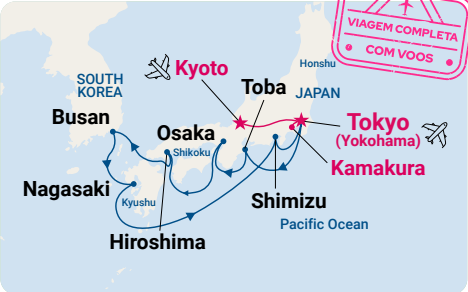 VIAGEM COMPLETA
COM VOOS
Honshu
Kyoto
SOUTH
KOREA
Toba
JAPAN
Busan
Osaka
Tokyo
(Yokohama)
Shikoku
Kamakura
Nagasaki
Kyushu
Shimizu
Pacific Ocean
Hiroshima